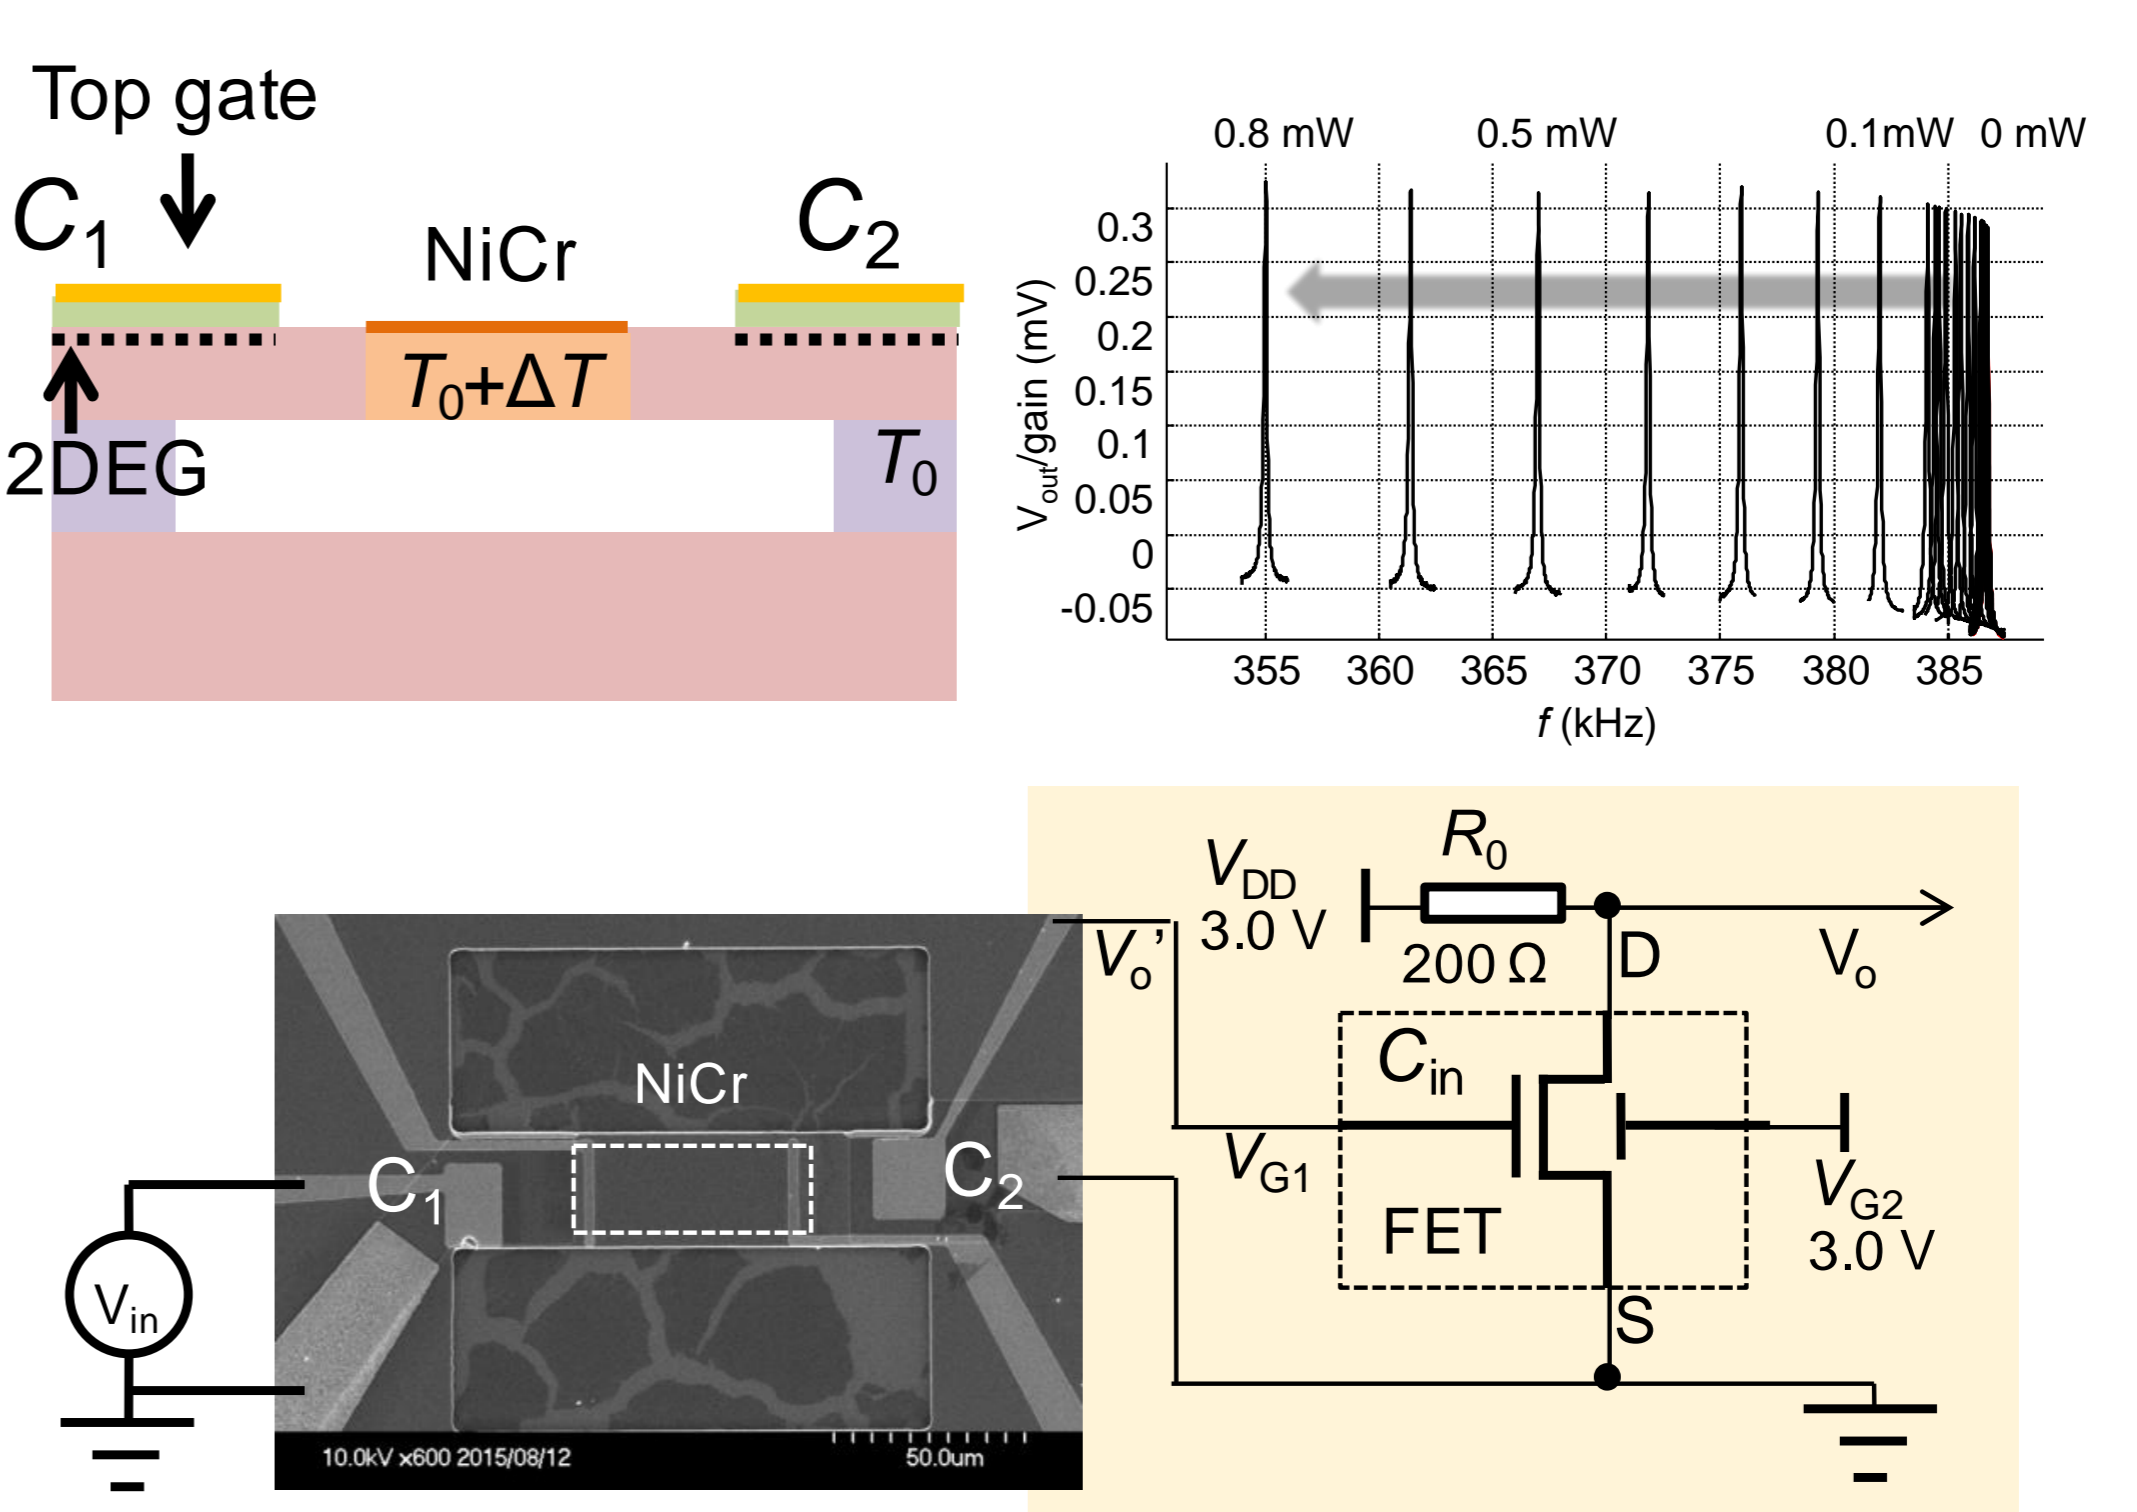 Top gate
C1
NiCr
C2
T0+ΔT
2DEG
T0
0.8 mW 0.5 mW 0.1mW 0 mW
Vout/gain (mV)
0.3
0.25
0.2
0.15
0.1
0.05
0
-0.05
355 360 365 370 375 380 385
f (kHz)
Vin
NiCr
C1
C2
10.0kV x600 2015/08/12 50.0um
Vo’
VDD
3.0 V
R0
200 Ω
D
Vo
Cin
VG1
FET
VG2
3.0 V
S